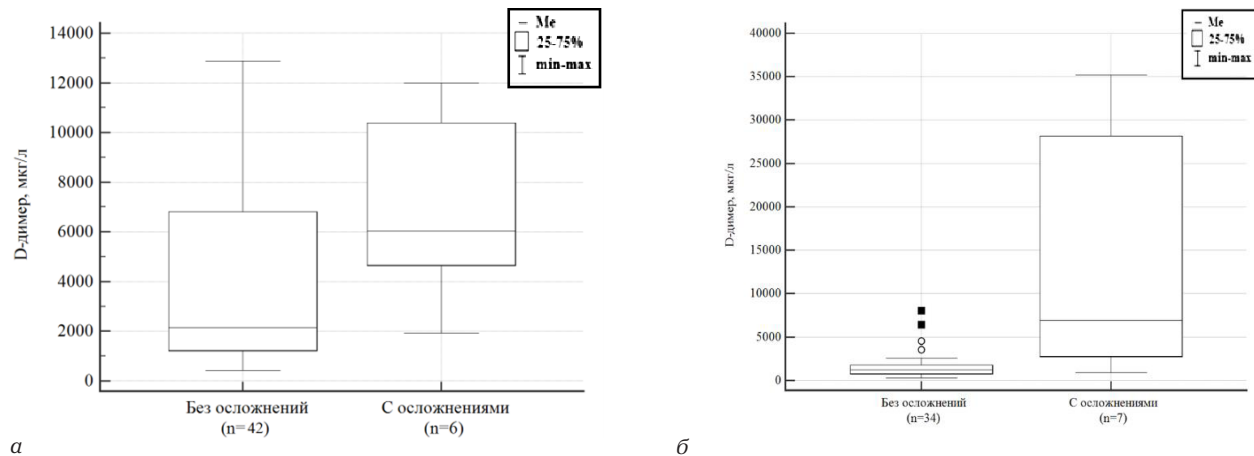 14000
12000
10000
8000
6000
4000
2000
0
D-димер, мкг/л
Me
25-75%
min-max
Без осложнений
(n=42)
С осложнениями
(n=6)
а
40000
35000
30000
25000
20000
15000
10000
5000
0
D-димер, мкг/л
Me
25-75%
min-max
Без осложнений
(n=34)
С осложнениями
(n=7)
б